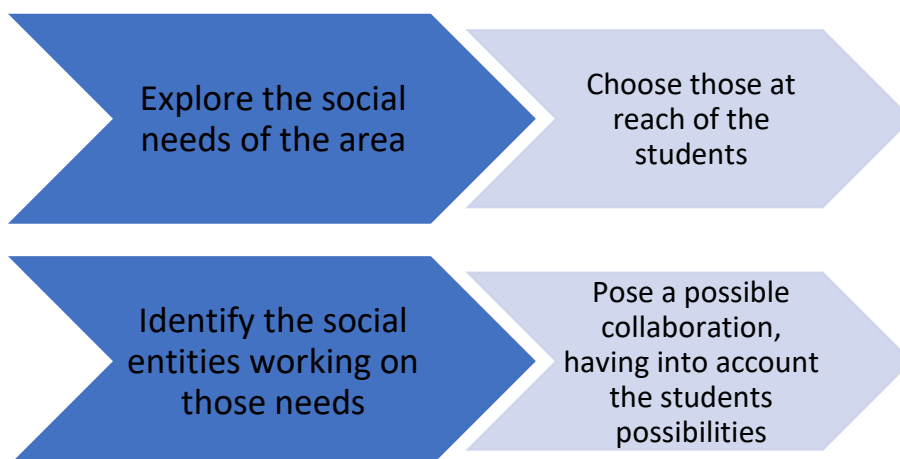 Explore the social
needs of the area
Choose those at
reach of the
students
Identify the social
entities working on
those needs
Pose a possible
collaboration,
having into account
the students
possibilities